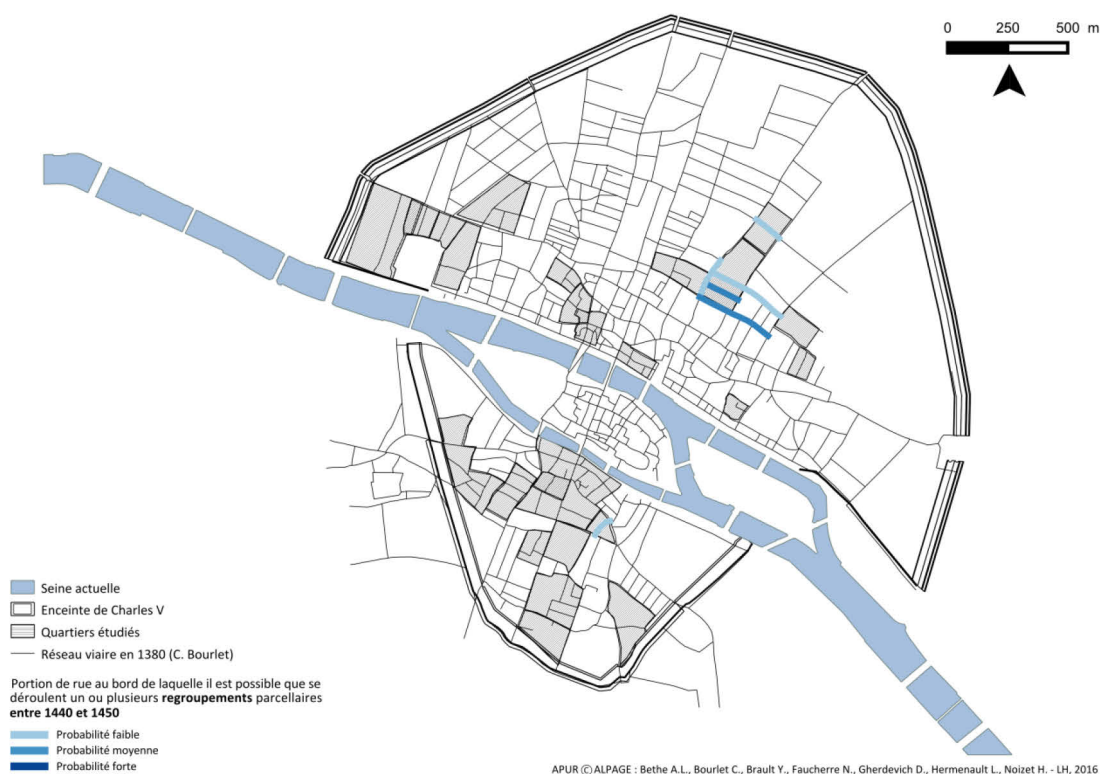 0 250 500 m
Seine actuelle
Enceinte de Charles V
Quartiers étudiés
Réseau viaire en 1380 (C. Bourlet)
Portion de rue au bord de laquelle il est possible que se
déroulent un ou plusieurs regroupements parcellaires
entre 1440 et 1450
Probabilité faible
Probabilité moyenne
Probabilité forte
APUR © ALPAGE : Bethe A.L., Bourlet C., Brault Y., Faucherre N., Gherdevich D., Hermenault L., Noizet H. - LH, 2016